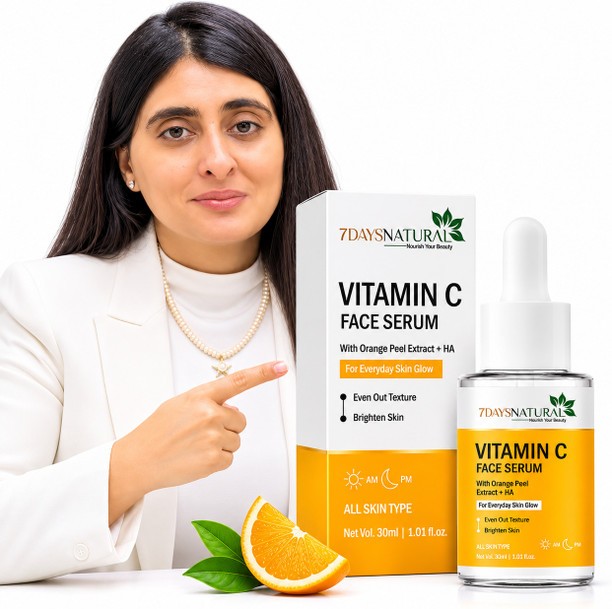 7DAYSNATURAL
Nourish Your Beauty
VITAMIN C
FACE SERUM
With Orange Peel Extract + HA
For Everyday Skin Glow
Even Out Texture
Brighten Skin
AM PM
ALL SKIN TYPE
Net Vol. 30ml | 1.01 fl.oz.
7DAYSNATURAL
Nourish Your Beauty
VITAMIN C
FACE SERUM
With Orange Peel
Extract + HA
For Everyday Skin Glow
Even Out Texture
Brighten Skin
ALL SKIN TYPE
AM PM
Net Vol. 30ml | 1.01 fl.oz.